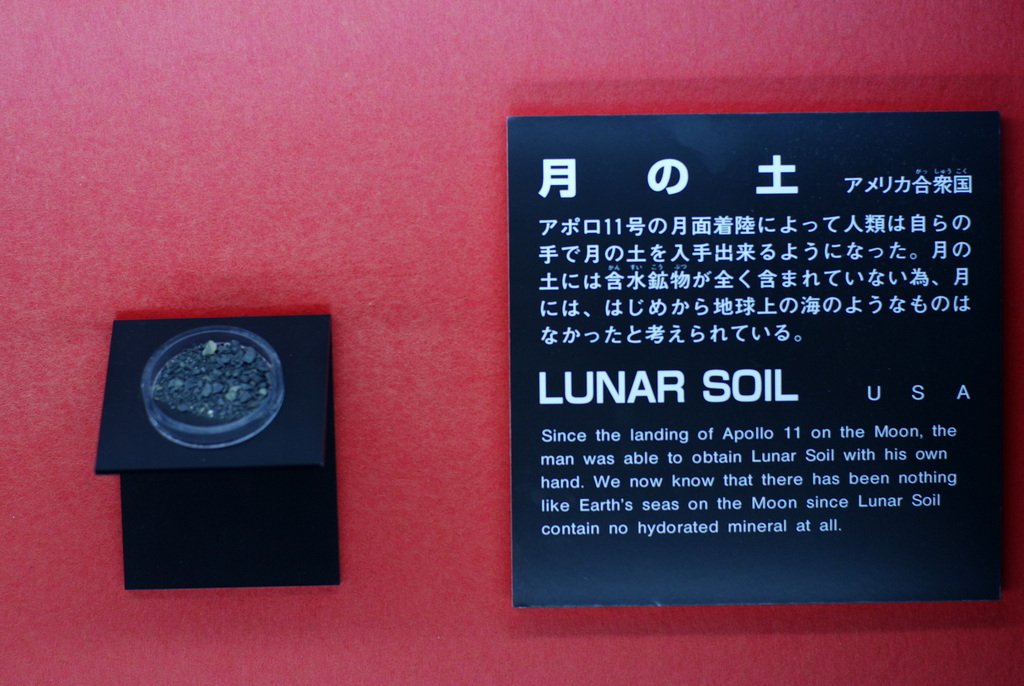 月の土 アメリカ合衆国
アポロ11号の月面着陸によって人類は自らの
手で月の土を入手出来るようになった。月の
土には含水鉱物が全く含まれていない為、月
には、はじめから地球上の海のようなものは
なかったと考えられている。
LUNAR SOIL USA
Since the landing of Apollo 11 on the Moon, the
man was able to obtain Lunar Soil with his own
hand. We now know that there has been nothing
like Earth's seas on the Moon since Lunar Soil
contain no hydorated mineral at all.